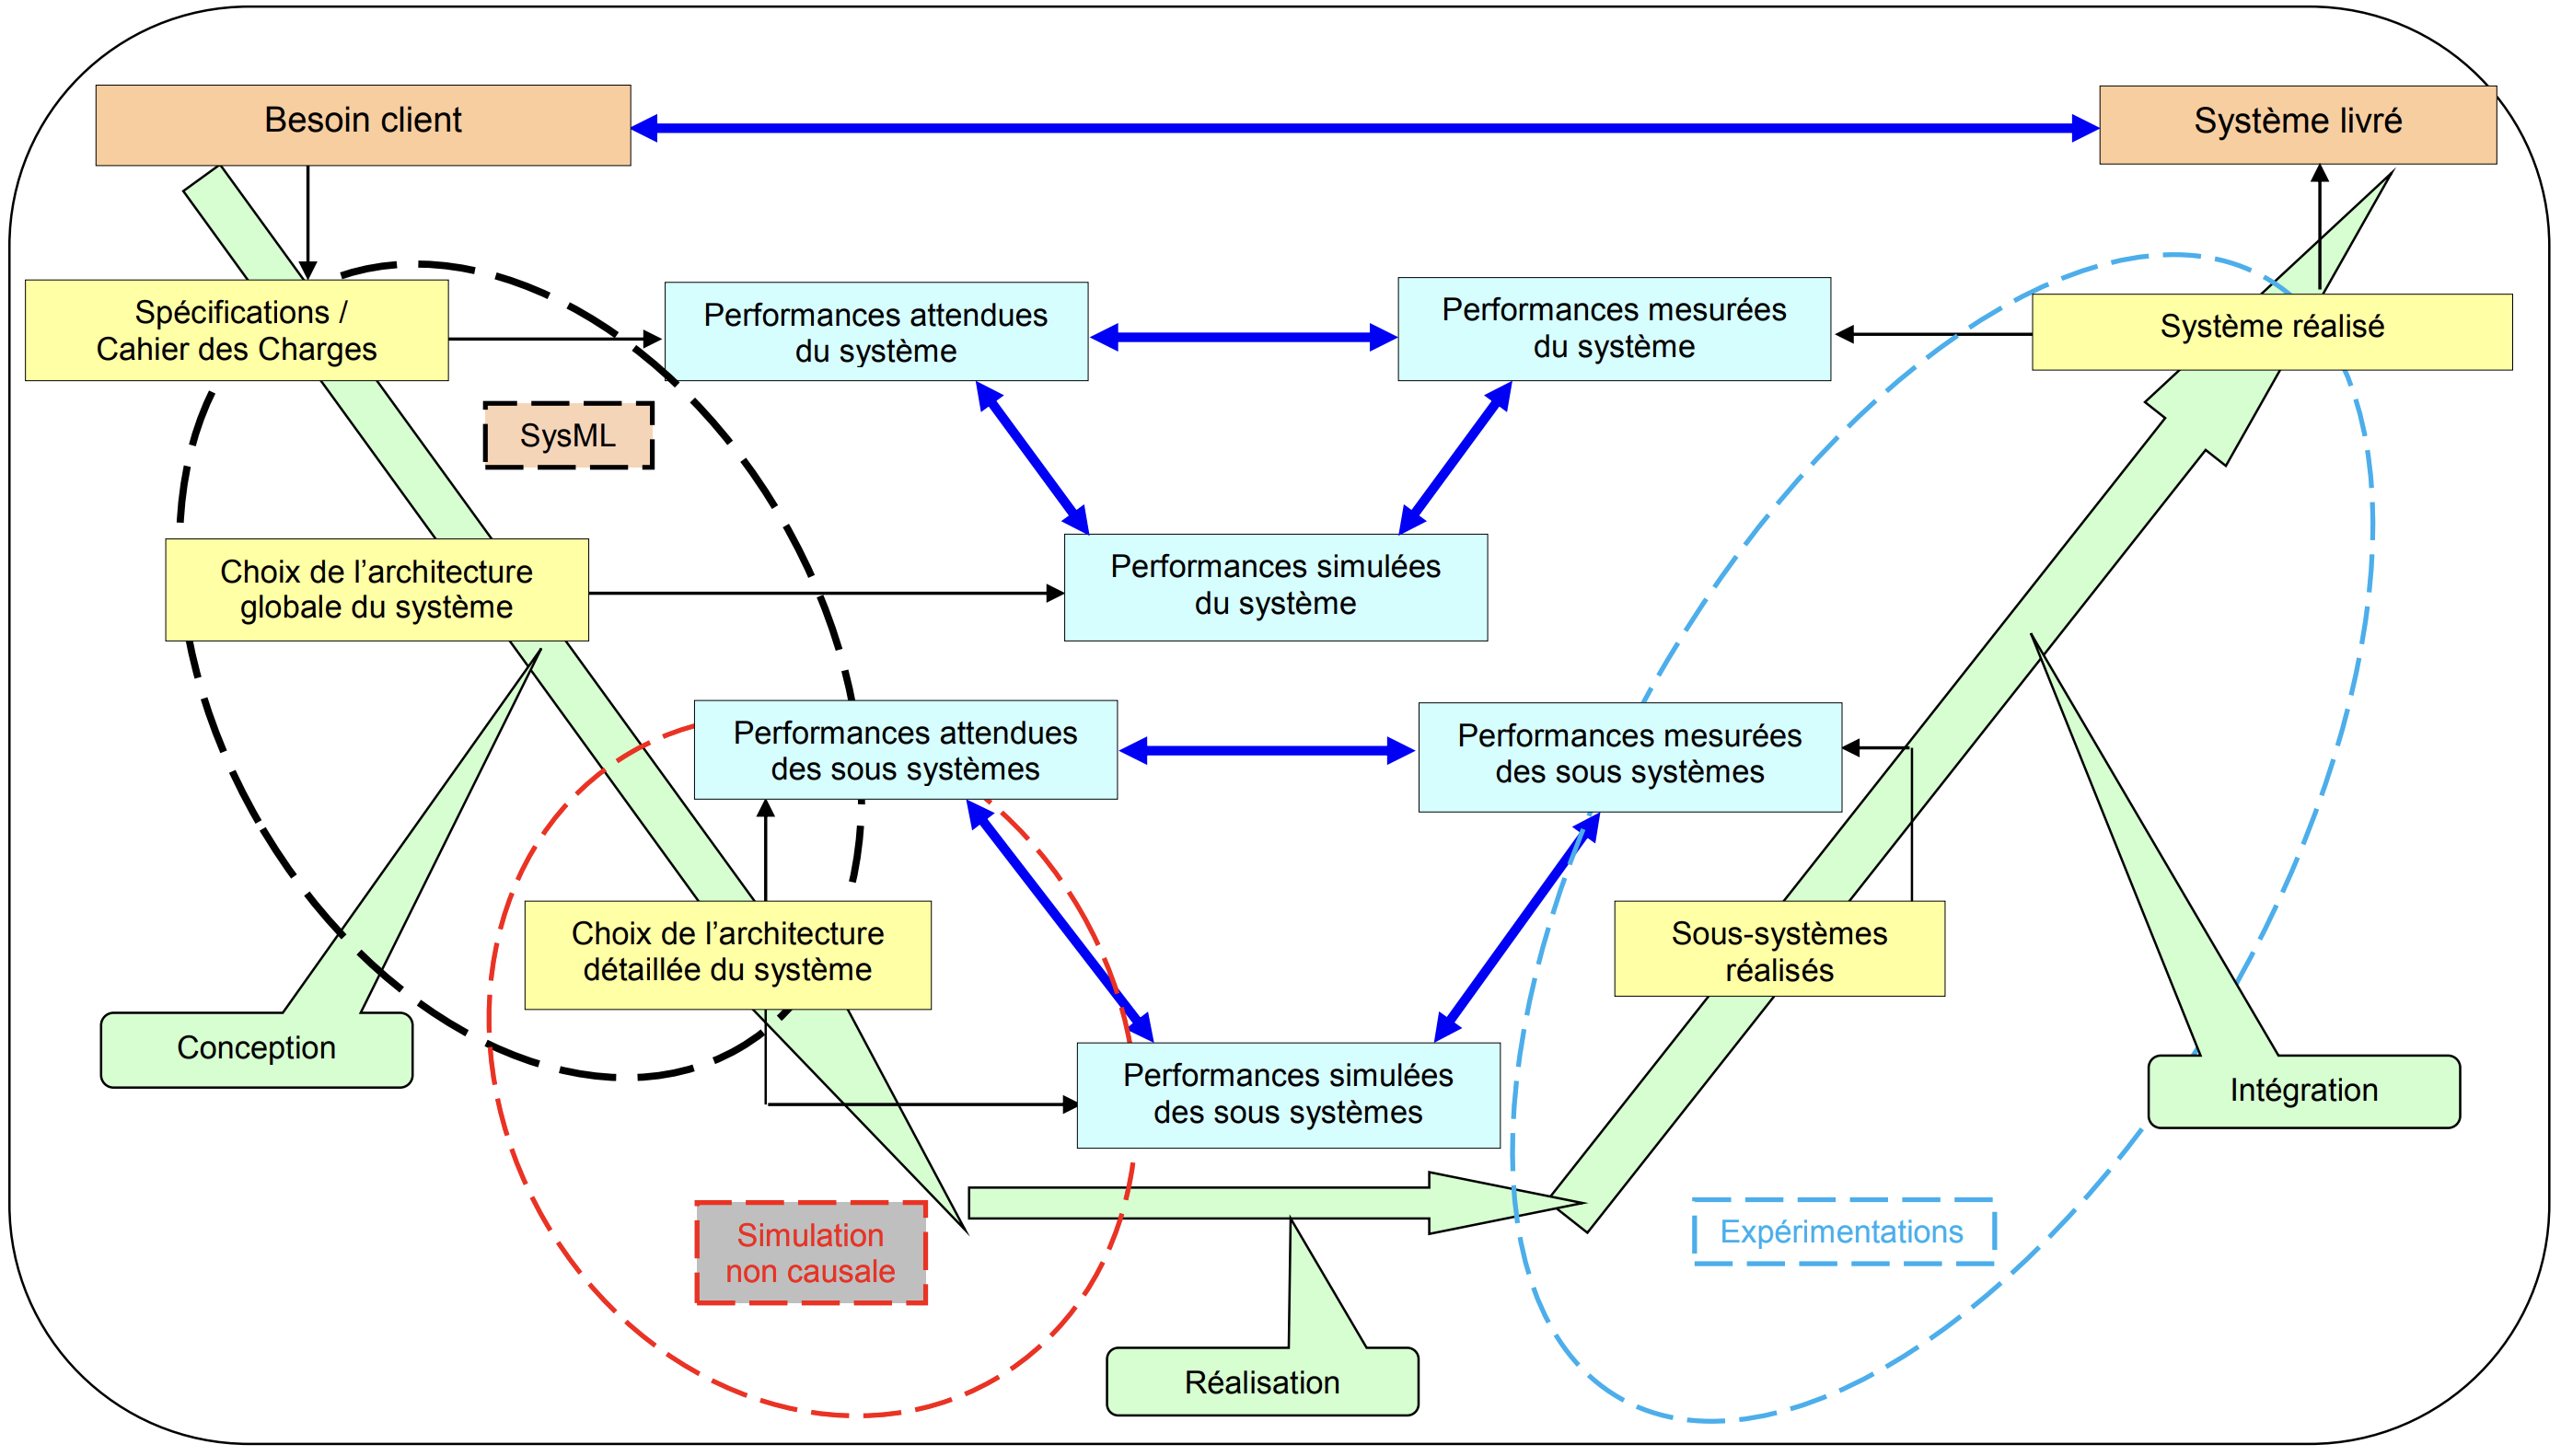 Besoin client
Système livré
Spécifications /
Cahier des Charges
Performances attendues
du système
Performances mesurées
du système
Système réalisé
SysML
Choix de l’architecture
globale du système
Performances simulées
du système
Performances attendues
des sous systèmes
Performances mesurées
des sous systèmes
Choix de l’architecture
détaillée du système
Sous-systèmes
réalisés
Conception
Performances simulées
des sous systèmes
Intégration
Simulation
non causale
Expérimentations
Réalisation